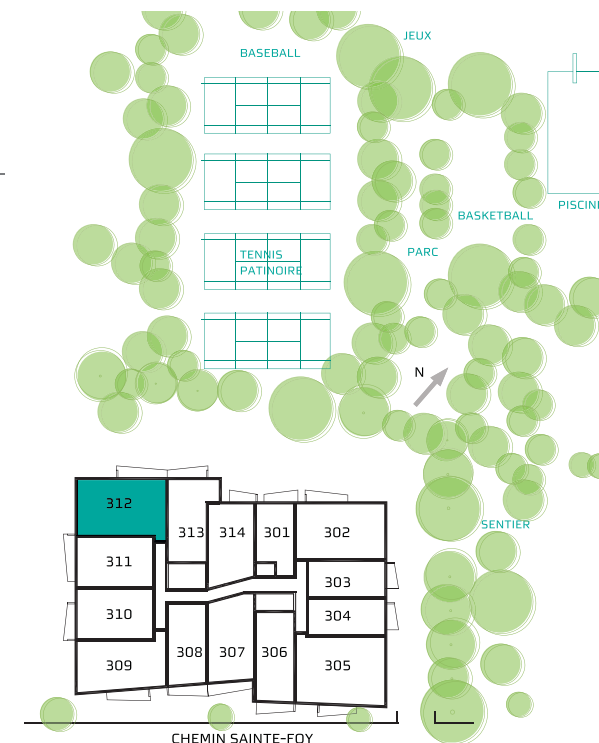 JEUX
BASEBALL
BASKETBALL
TENNIS
PATINOIRE
PARC
N
SENTIER
312
313
314
301
302
311
303
310
304
309
308
307
306
305
CHEMIN SAINTE-FOY